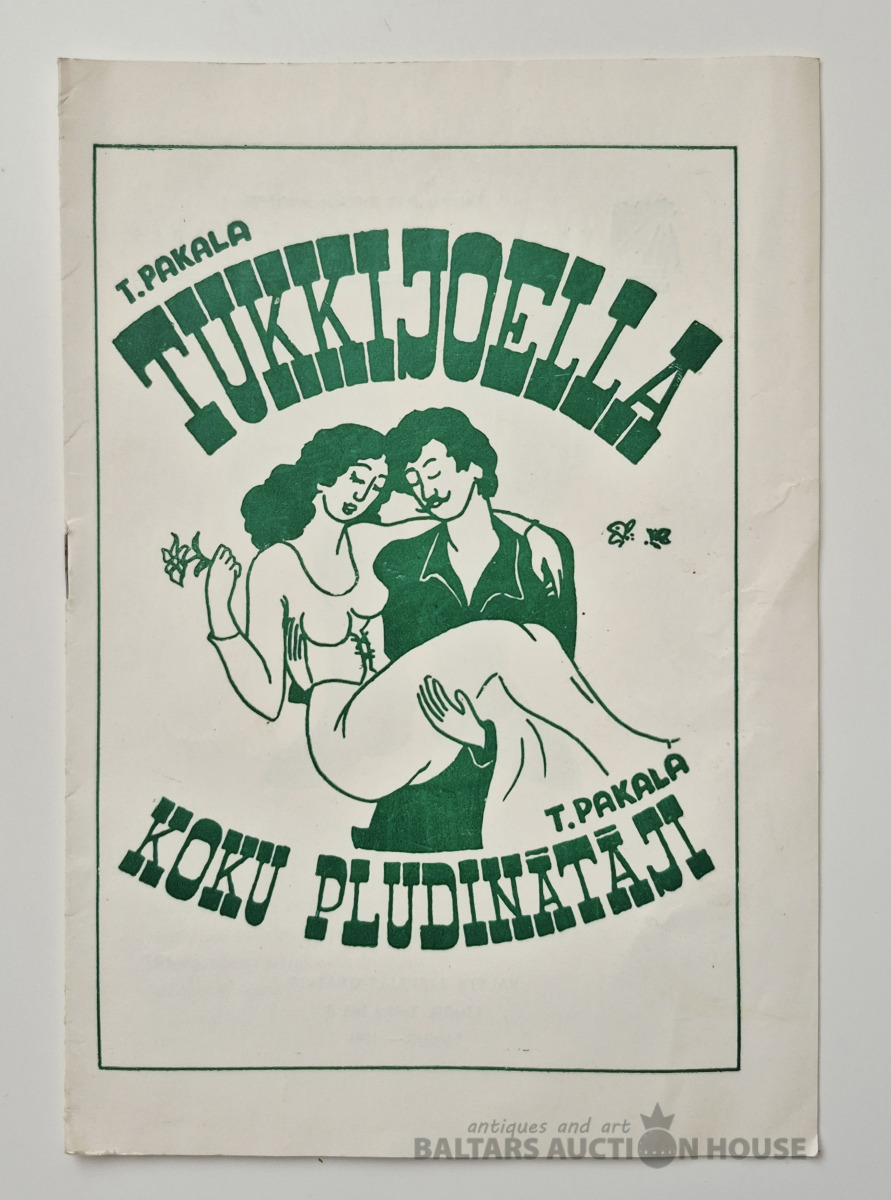 T. PAKALA
TUKKIJOELLA
T. PAKALA
KOKU PLUDINĀTĀJI
antiques and art
BALTARS AUCTION HOUSE